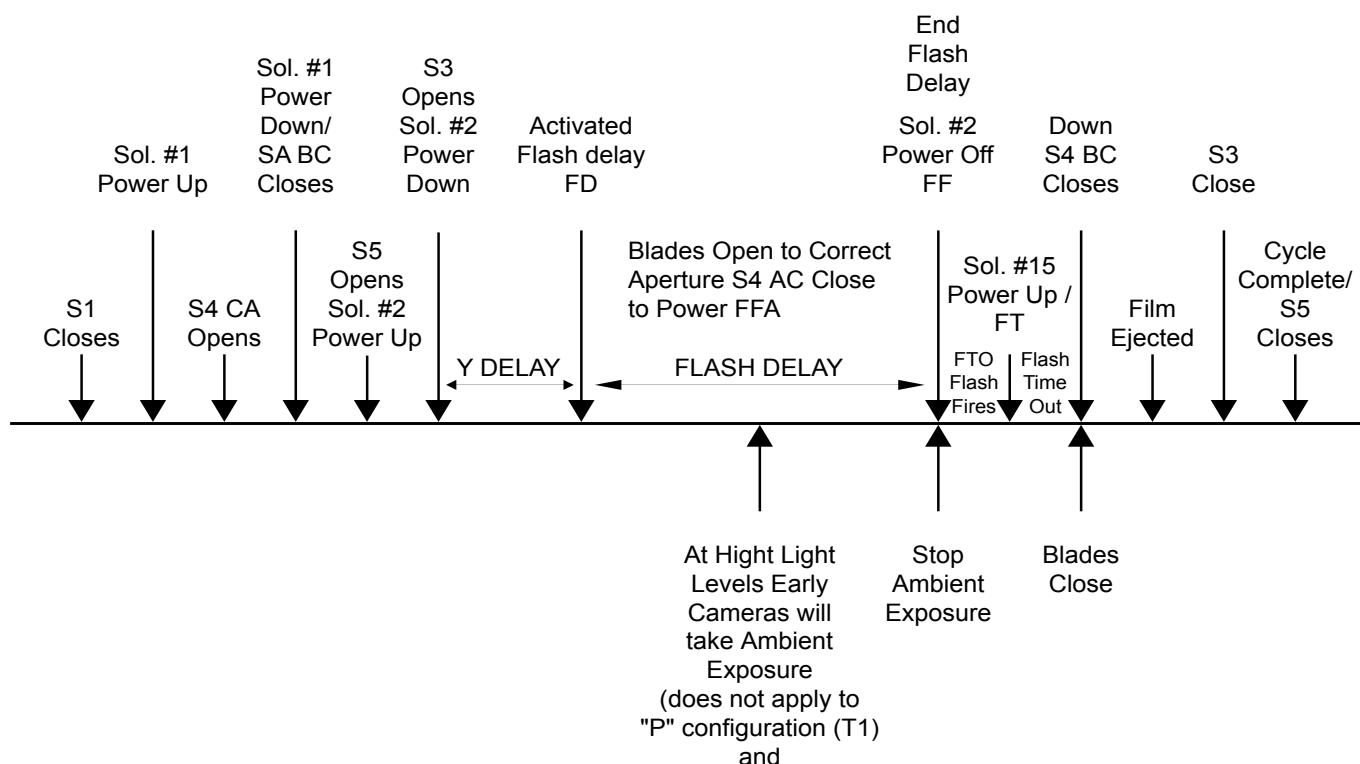 S1
Closes
Sol. #1
Power Up
S4 CA
Opens
Sol. #1
Power
Down/
SA BC
Closes
S5
Opens
Sol. #2
Power Up
S3
Opens
Sol. #2
Power
Down
Y DELAY
Activated
Flash delay
FD
Blades Open to Correct
Aperture S4 AC Close
to Power FFA
FLASH DELAY
End
Flash
Delay
Sol. #2
Power Off
FF
Sol. #15
Power Up /
FT
FTO
Flash
Fires
Flash
Time
Out
Down
S4 BC
Closes
Film
Ejected
S3
Close
Cycle
Complete/
S5
Closes
At Hight Light
Levels Early
Cameras will
take Ambient
Exposure
(does not apply to
"P" configuration (T1)
and
Stop
Ambient
Exposure
Blades
Close